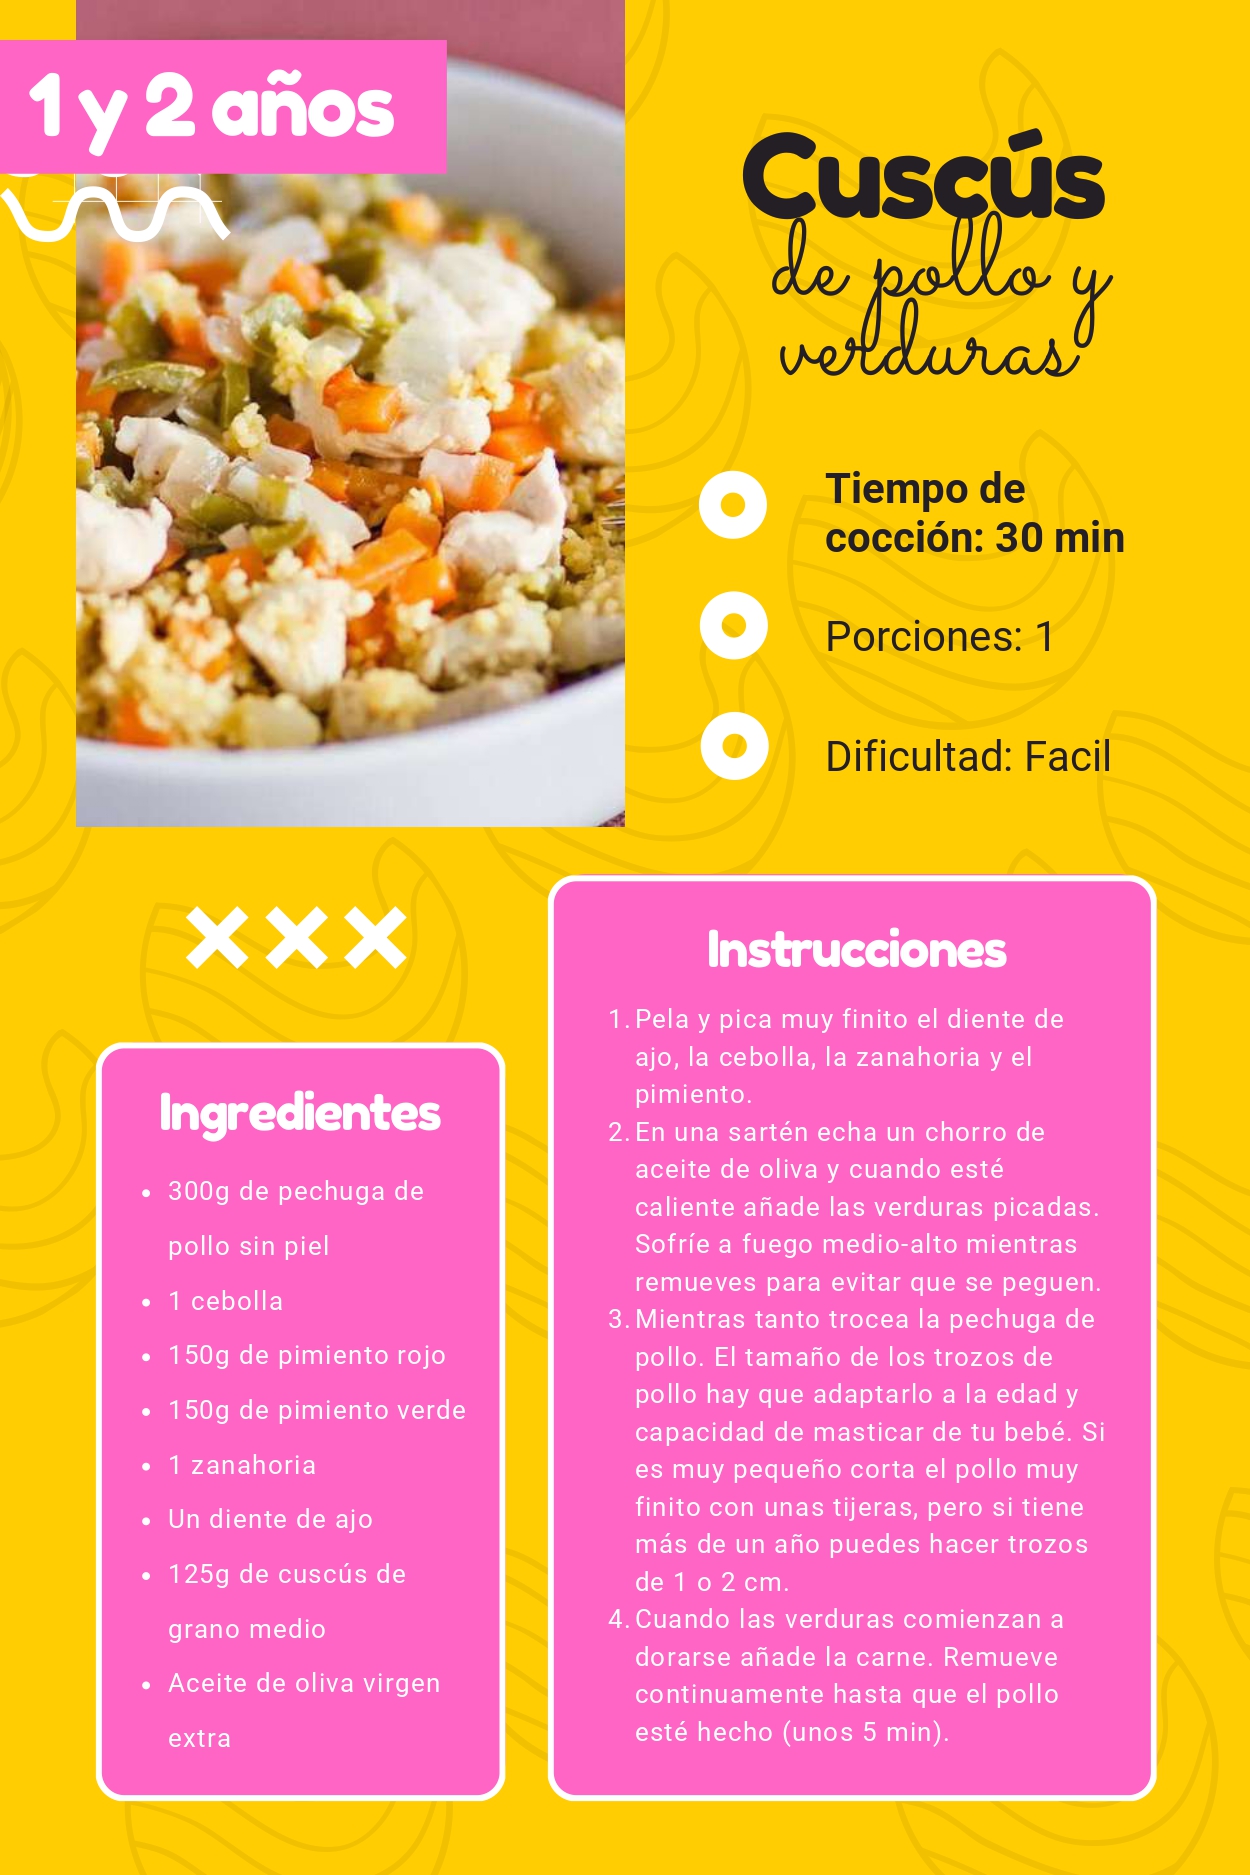 1 y 2 años
Cuscús
de pollo y
verduras
Tiempo de
cocción: 30 min
Porciones: 1
Dificultad: Facil
Ingredientes
• 300g de pechuga de
pollo sin piel
• 1 cebolla
• 150g de pimiento rojo
• 150g de pimiento verde
• 1 zanahoria
• Un diente de ajo
• 125g de cuscús de
grano medio
• Aceite de oliva virgen
extra
Instrucciones
1. Pela y pica muy finito el diente de
ajo, la cebolla, la zanahoria y el
pimiento.
2. En una sartén echa un chorro de
aceite de oliva y cuando esté
caliente añade las verduras picadas.
Sofríe a fuego medio-alto mientras
remueves para evitar que se peguen.
3. Mientras tanto trocea la pechuga de
pollo. El tamaño de los trozos de
pollo hay que adaptarlo a la edad y
capacidad de masticar de tu bebé. Si
es muy pequeño corta el pollo muy
finito con unas tijeras, pero si tiene
más de un año puedes hacer trozos
de 1 o 2 cm.
4. Cuando las verduras comienzan a
dorarse añade la carne. Remueve
continuamente hasta que el pollo
esté hecho (unos 5 min).